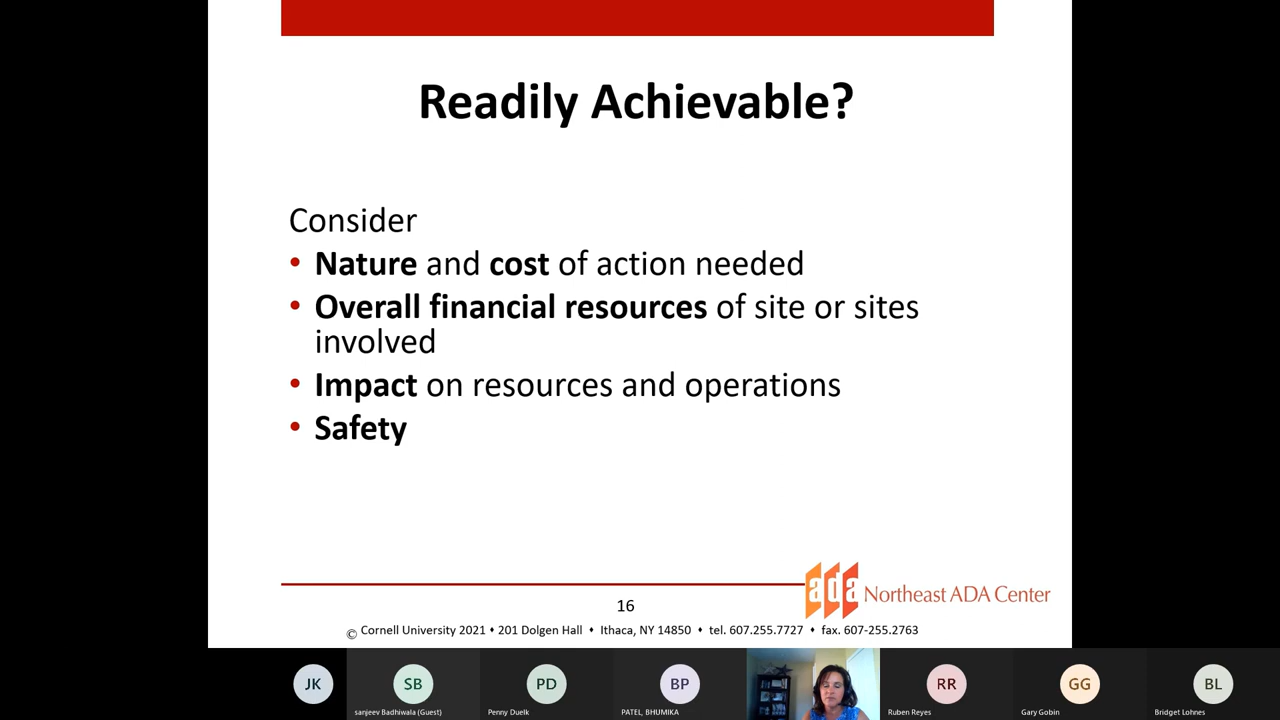 Readily Achievable?
Consider
• Nature and cost of action needed
• Overall financial resources of site or sites
involved
• Impact on resources and operations
• Safety
ada Northeast ADA Center
16
© Cornell University 2021 • 201 Dolgen Hall • Ithaca, NY 14850 • tel. 607.255.7727 • fax. 607-255.2763
JK
SB
PD
BP
RR
GG
BL
sanjeev Badhiwala (Guest)
Penny Duelk
PATEL, BHUMIKA
Ruben Reyes
Gary Gobin
Bridget Lohnes